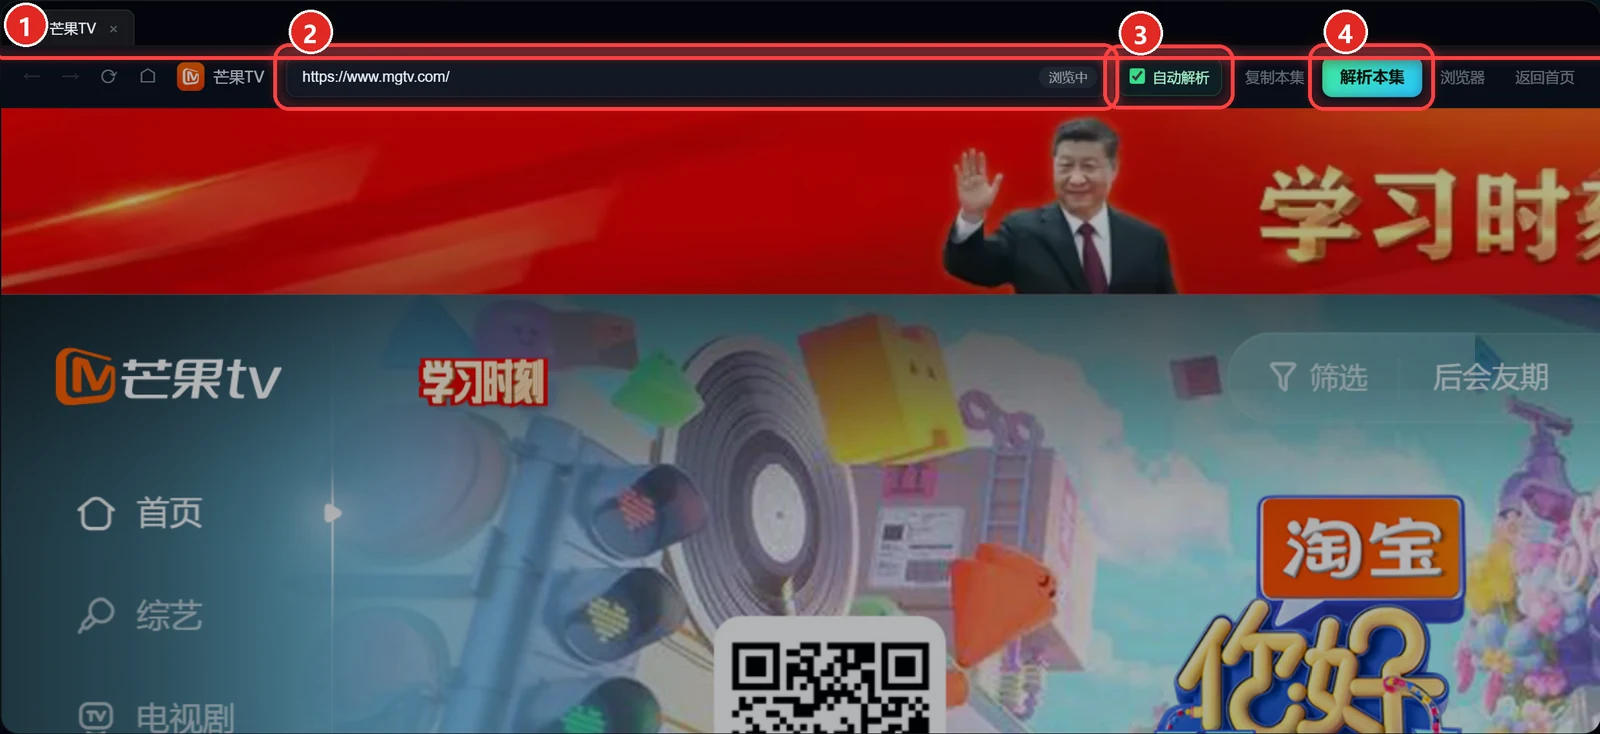 1
芒果TV ×
2
3
4
芒果TV
https://www.mgtv.com/
浏览中
自动解析
复制本集
解析本集
浏览器
返回首页
学习时刻
芒果tv
学习时刻
筛选
后会友期
首页
淘宝
综艺
你好
TV 电视剧